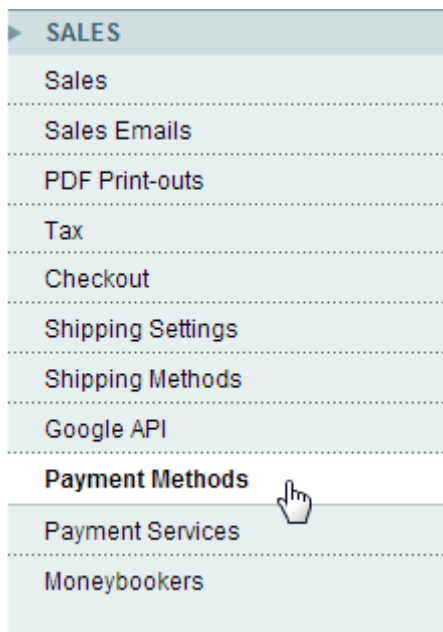 SALES
Sales
Sales Emails
PDF Print-outs
Tax
Checkout
Shipping Settings
Shipping Methods
Google API
Payment Methods
Payment Services
Moneybookers